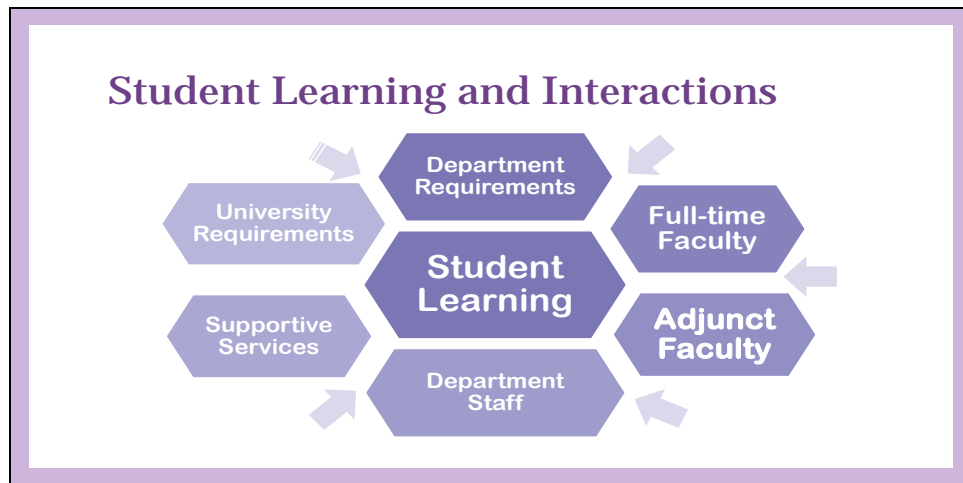 Student Learning and Interactions
Department
Requirements
University
Requirements
Full-time
Faculty
Student
Learning
Supportive
Services
Adjunct
Faculty
Department
Staff